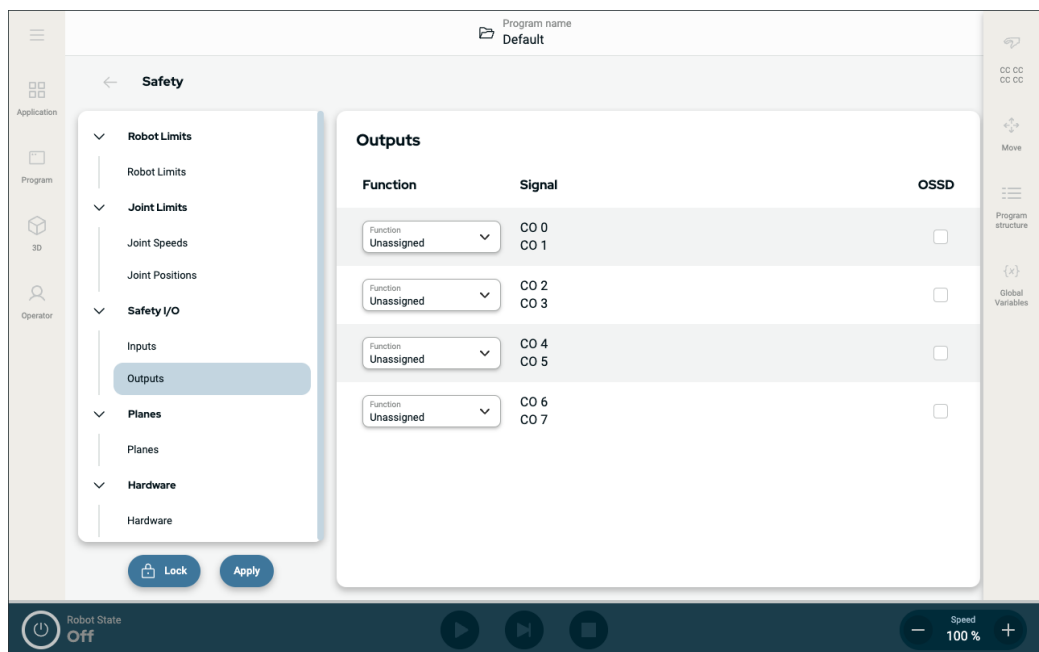 Program name
Default
Application
Program
3D
Operator
Safety
Robot Limits
Robot Limits
Joint Limits
Joint Speeds
Joint Positions
Safety I/O
Inputs
Outputs
Planes
Planes
Hardware
Hardware
Lock
Apply
Outputs
Function Signal OSSD
Function
Unassigned
CO 0
CO 1
Function
Unassigned
CO 2
CO 3
Function
Unassigned
CO 4
CO 5
Function
Unassigned
CO 6
CO 7
CC CC
CC CC
Move
Program
structure
{x}
Global
Variables
Robot State
Off
Speed
100 %